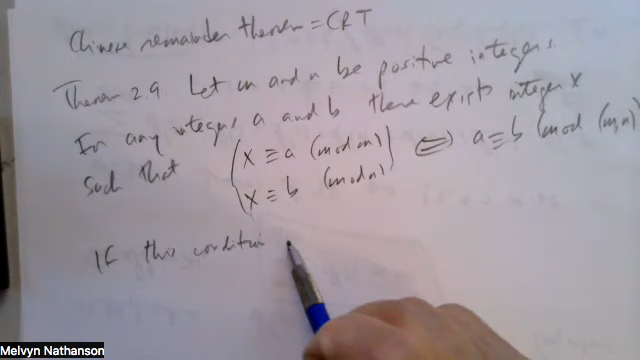 Chinese remainder theorem = CRT
Theorem 2.9. Let m and n be positive integers.
For any integers a and b there exists integer x
such that
x ≡ a (mod m)
x ≡ b (mod n)
⇔ a ≡ b (mod (m,n)
If this condition
Melvyn Nathanson